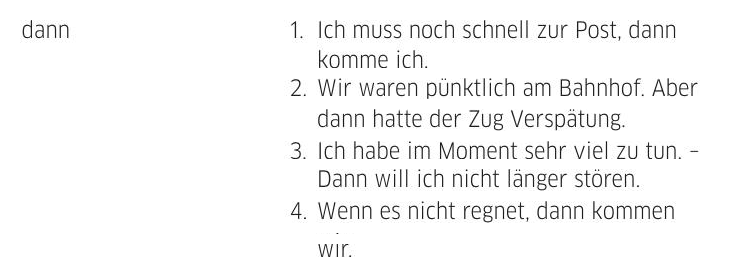 dann
1. Ich muss noch schnell zur Post, dann
komme ich.
2. Wir waren pünktlich am Bahnhof. Aber
dann hatte der Zug Verspätung.
3. Ich habe im Moment sehr viel zu tun. –
Dann will ich nicht länger stören.
4. Wenn es nicht regnet, dann kommen
wir.